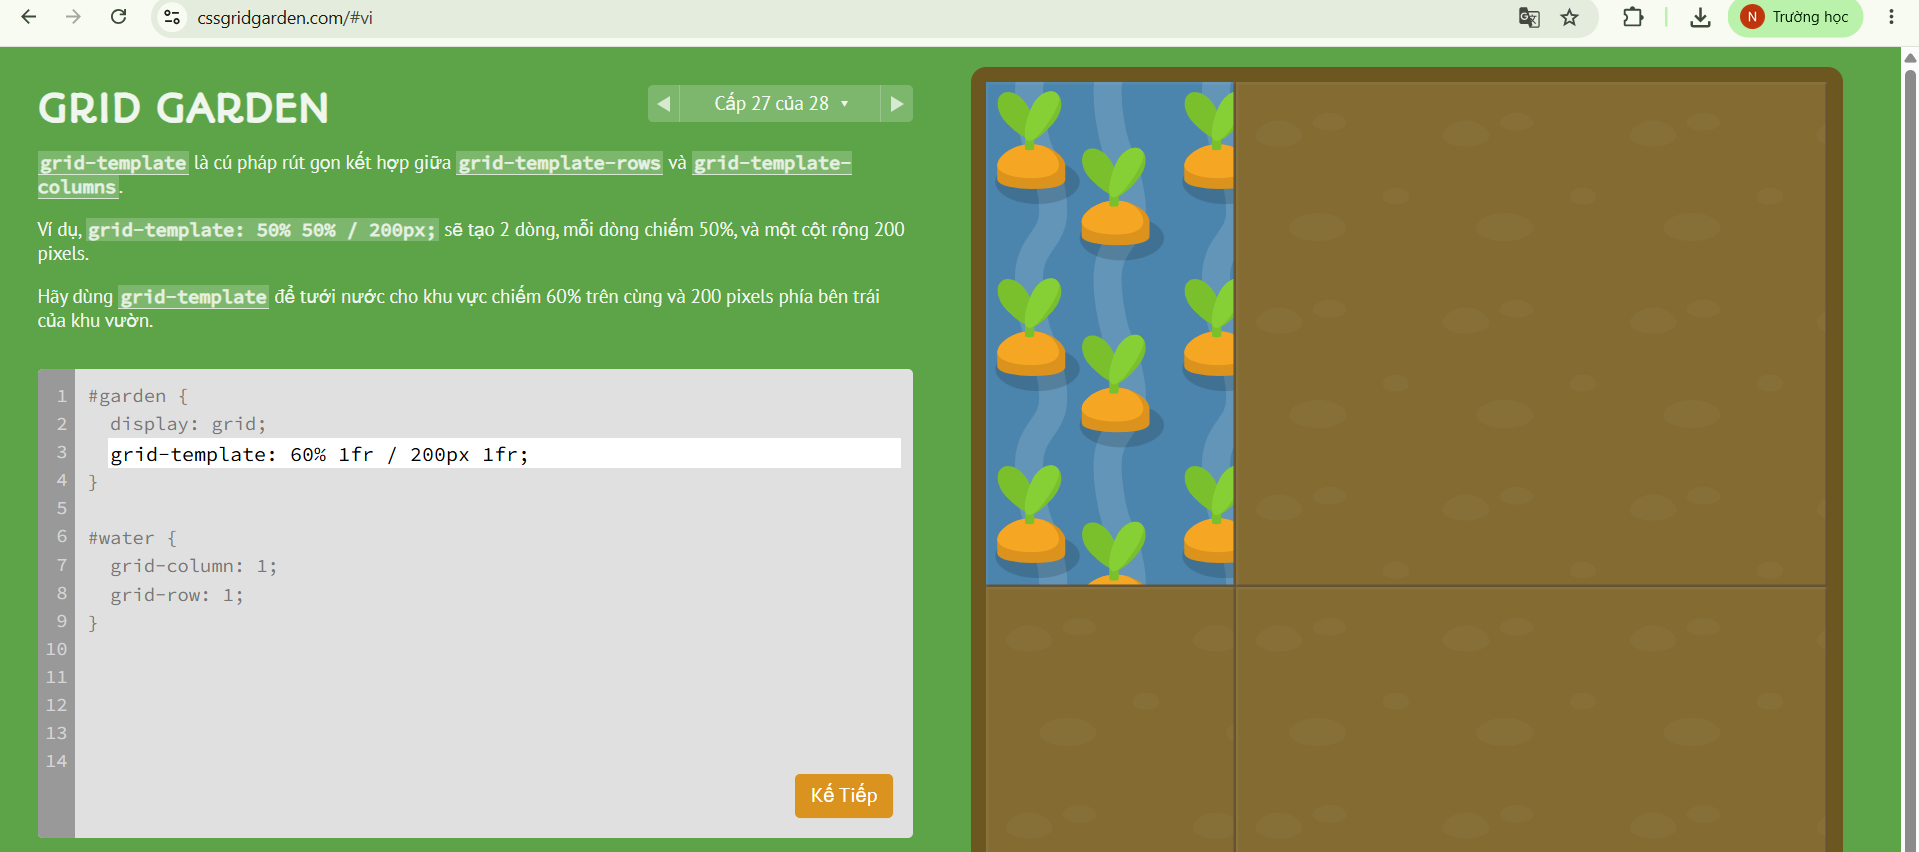 cssgridgarden.com/#vi
N Trường học
GRID GARDEN
Cấp 27 của 28
grid-template là cú pháp rút gọn kết hợp giữa grid-template-rows và grid-template-
columns.
Ví dụ, grid-template: 50% 50% / 200px; sẽ tạo 2 dòng, mỗi dòng chiếm 50%, và một cột rộng 200
pixels.
Hãy dùng grid-template để tưới nước cho khu vực chiếm 60% trên cùng và 200 pixels phía bên trái
của khu vườn.
1 #garden {
2 display: grid;
3 grid-template: 60% 1fr / 200px 1fr;
4 }
5
6 #water {
7 grid-column: 1;
8 grid-row: 1;
9 }
10
11
12
13
14
Kế Tiếp